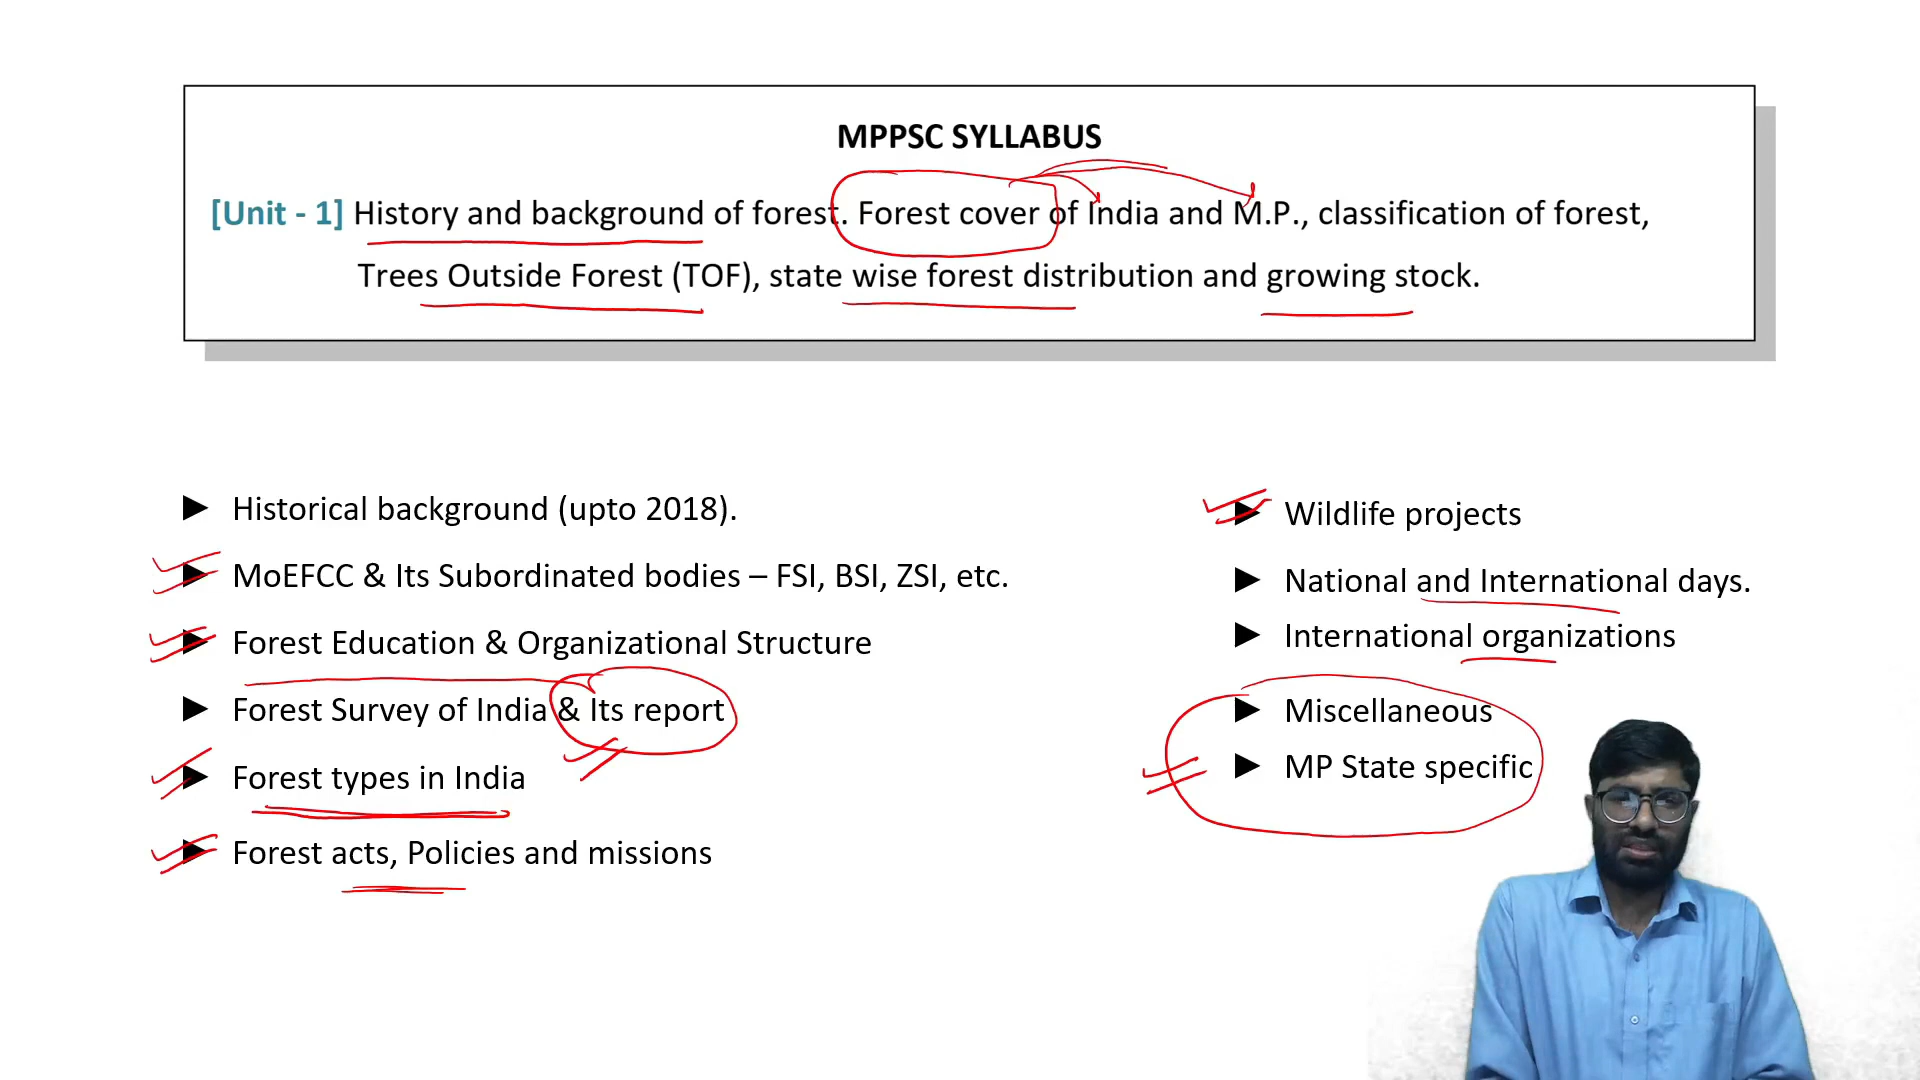 MPPSC SYLLABUS
[Unit - 1] History and background of forest. Forest cover of India and M.P., classification of forest,
Trees Outside Forest (TOF), state wise forest distribution and growing stock.
► Historical background (upto 2018).
► MoEFCC & Its Subordinated bodies – FSI, BSI, ZSI, etc.
► Forest Education & Organizational Structure
► Forest Survey of India & Its report
► Forest types in India
► Forest acts, Policies and missions
► Wildlife projects
► National and International days.
► International organizations
► Miscellaneous
► MP State specific